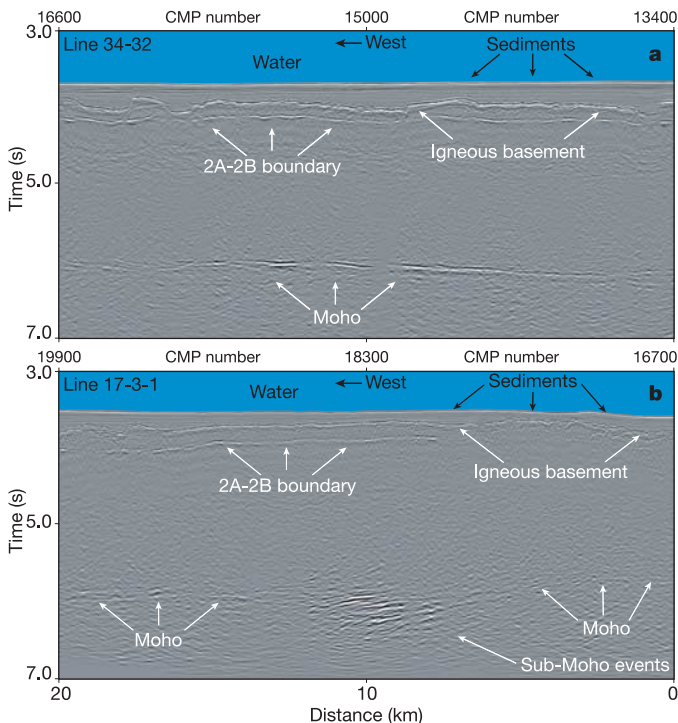 16600 CMP number 15000 CMP number 13400
3.0
Line 34-32
West
Sediments
a
Water
2A-2B boundary
Igneous basement
Time (s)
5.0
Moho
7.0
19900 CMP number 18300 CMP number 16700
3.0
Line 17-3-1
Water
West
Sediments
b
2A-2B boundary
Igneous basement
Time (s)
5.0
Moho
Moho
Sub-Moho events
7.0
20 10 0
Distance (km)